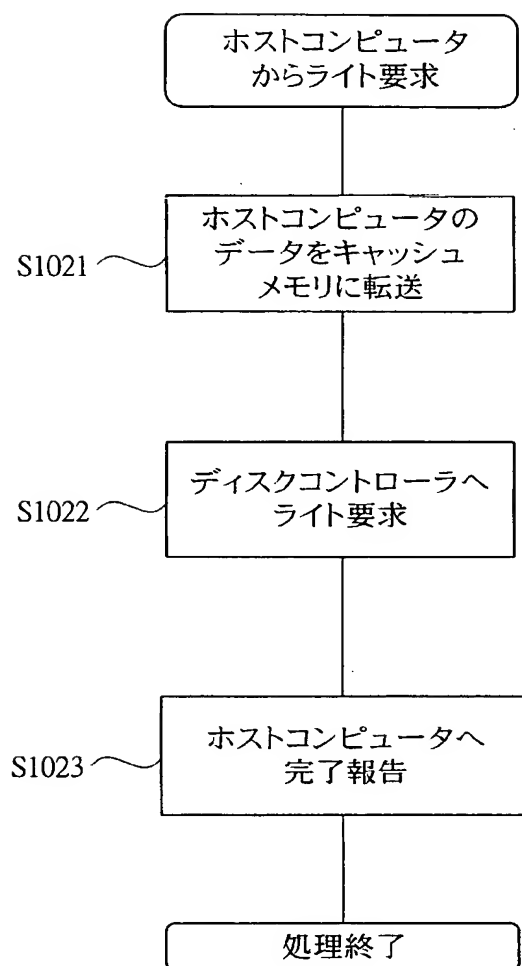 ホストコンピュータ
からライト要求
S1021
ホストコンピュータの
データをキャッシュ
メモリに転送
S1022
ディスクコントローラへ
ライト要求
S1023
ホストコンピュータへ
完了報告
処理終了